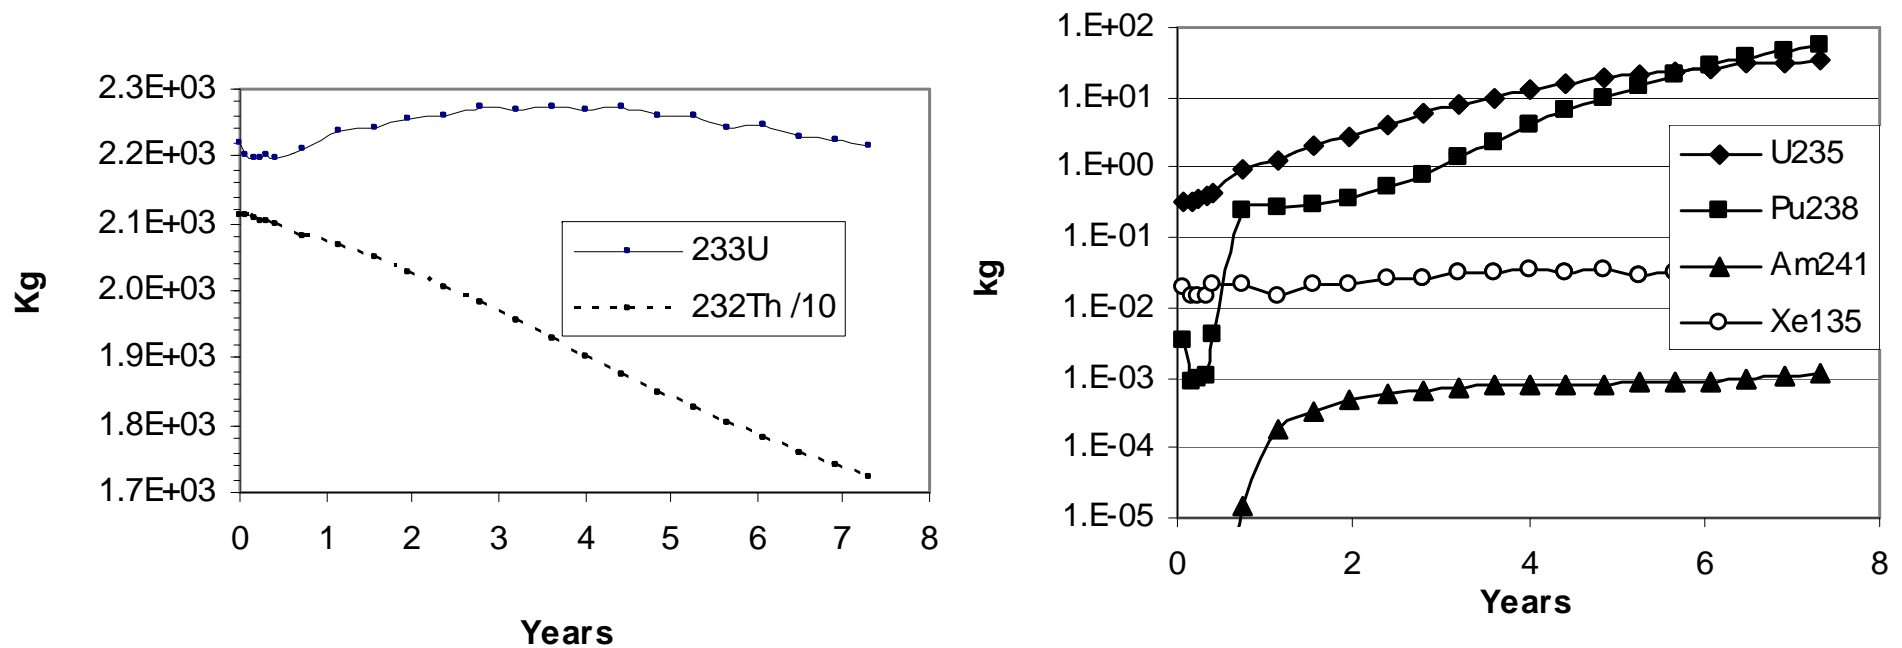 2.3E+03
2.2E+03
2.1E+03
2.0E+03
1.9E+03
1.8E+03
1.7E+03
Kg
0 1 2 3 4 5 6 7 8
Years
233U
232Th /10
1.E+02
1.E+01
1.E+00
1.E-01
1.E-02
1.E-03
1.E-04
1.E-05
kg
0 2 4 6 8
Years
U235
Pu238
Am241
Xe135